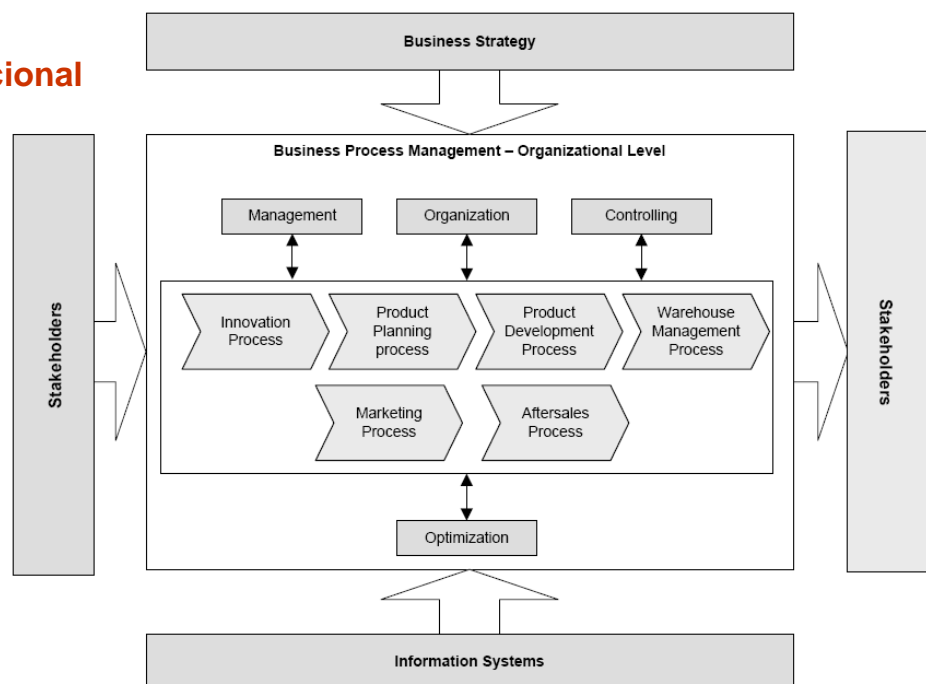 Business Strategy
cional
Business Process Management – Organizational Level
Management
Organization
Controlling
Stakeholders
Innovation
Process
Product
Planning
process
Product
Development
Process
Warehouse
Management
Process
Stakeholders
Marketing
Process
Aftersales
Process
Optimization
Information Systems